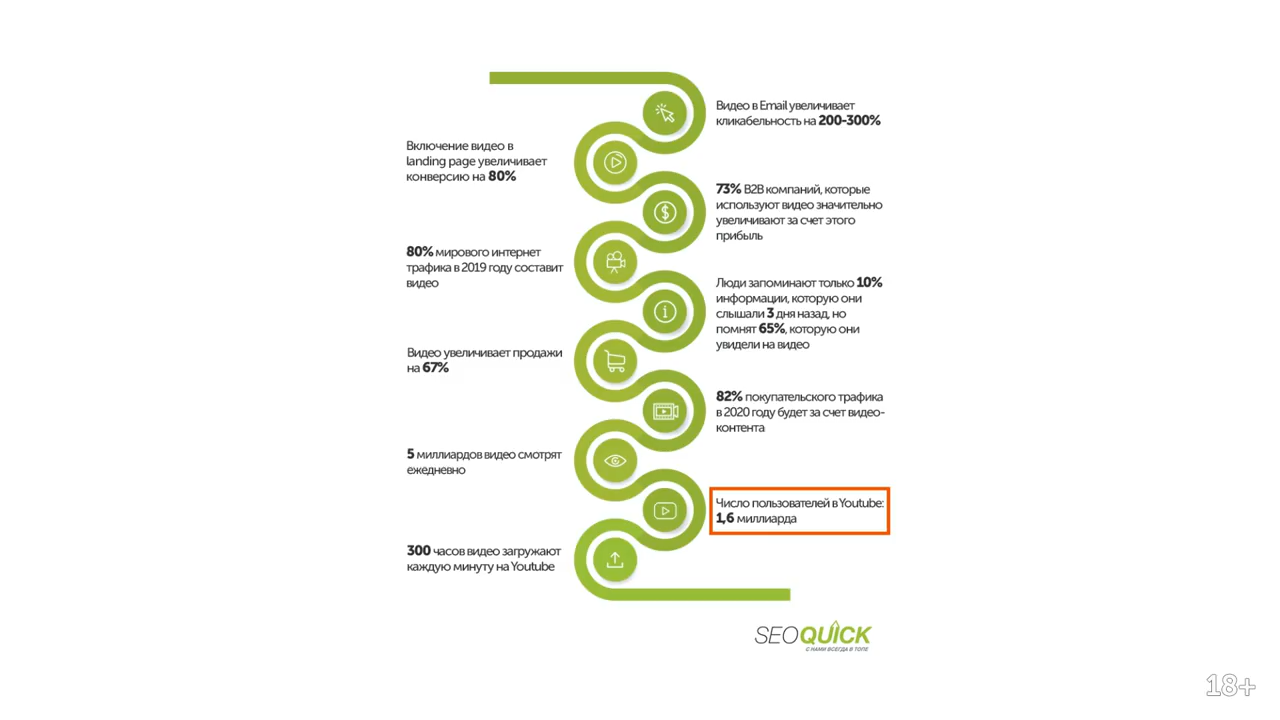 Видео в Email увеличивает
кликабельность на 200-300%
Включение видео в
landing page увеличивает
конверсию на 80%
73% B2B компаний, которые
используют видео значительно
увеличивают за счет этого
прибыль
80% мирового интернет
трафика в 2019 году составит
видео
Люди запоминают только 10%
информации, которую они
слышали 3 дня назад, но
помнят 65%, которую они
увидели на видео
Видео увеличивает продажи
на 67%
82% покупательского трафика
в 2020 году будет за счет видео-
контента
5 миллиардов видео смотрят
ежедневно
Число пользователей в Youtube:
1,6 миллиарда
300 часов видео загружают
каждую минуту на Youtube
SEOQUICK
С НАМИ ВСЕГДА В ТОПЕ
18+